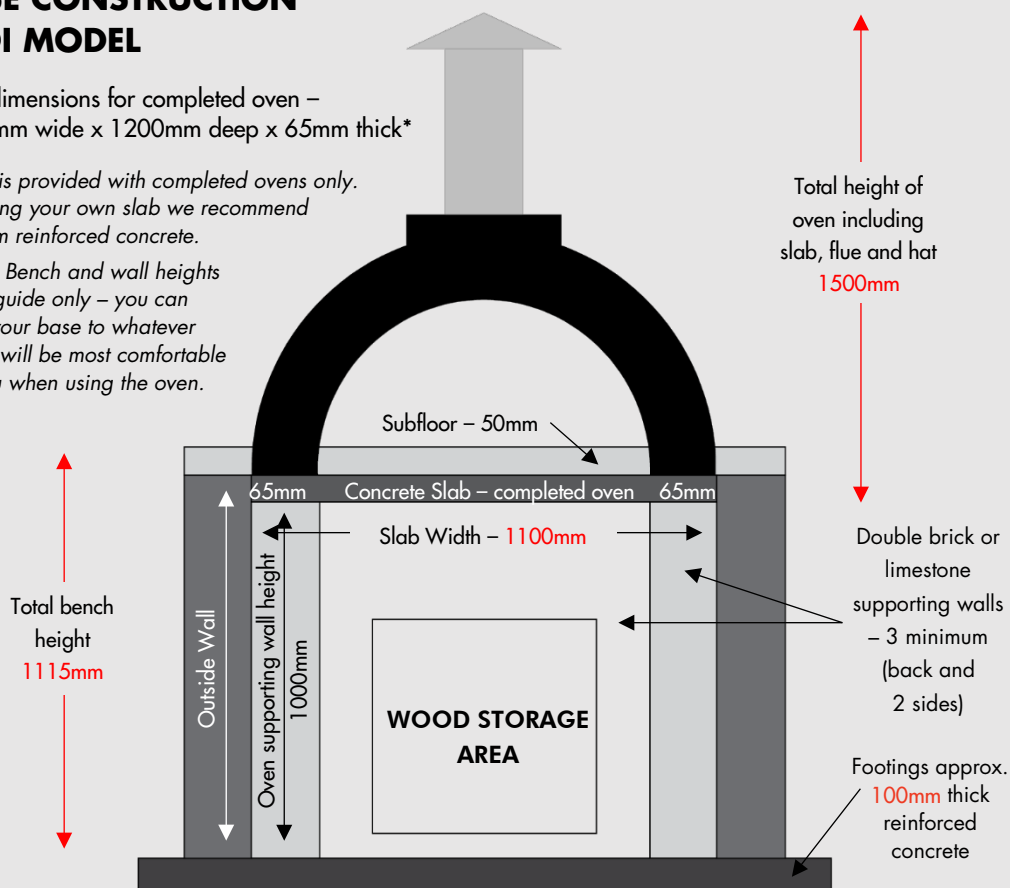 CONSTRUCTION
MODEL
dimensions for completed oven –
wide x 1200mm deep x 65mm thick*
is provided with completed ovens only.
your own slab we recommend
reinforced concrete.
Bench and wall heights
guide only – you can
your base to whatever
will be most comfortable
when using the oven.
Total height of
oven including
slab, flue and hat
1500mm
Subfloor – 50mm
65mm
Concrete Slab – completed oven
65mm
Slab Width – 1100mm
Total bench
height
1115mm
Outside Wall
Oven supporting wall height
1000mm
Double brick or
limestone
supporting walls
– 3 minimum
(back and
2 sides)
WOOD STORAGE
AREA
Footings approx.
100mm thick
reinforced
concrete